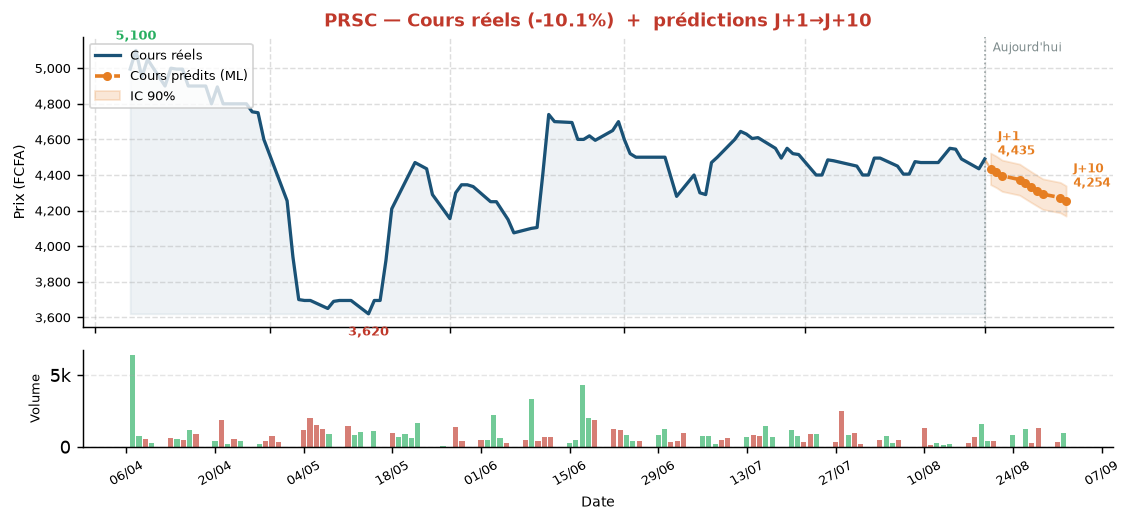 PRSC — Cours réels (-10.1%)  +  prédictions J+1→J+10
5,100
Aujourd'hui
Cours réels
Cours prédits (ML)
IC 90%
5,000
4,800
4,600
4,400
4,200
4,000
3,800
3,600
Prix (FCFA)
J+1
4,435
J+10
4,254
3,620
5k
0
Volume
06/04
20/04
04/05
18/05
01/06
15/06
29/06
13/07
27/07
10/08
24/08
07/09
Date